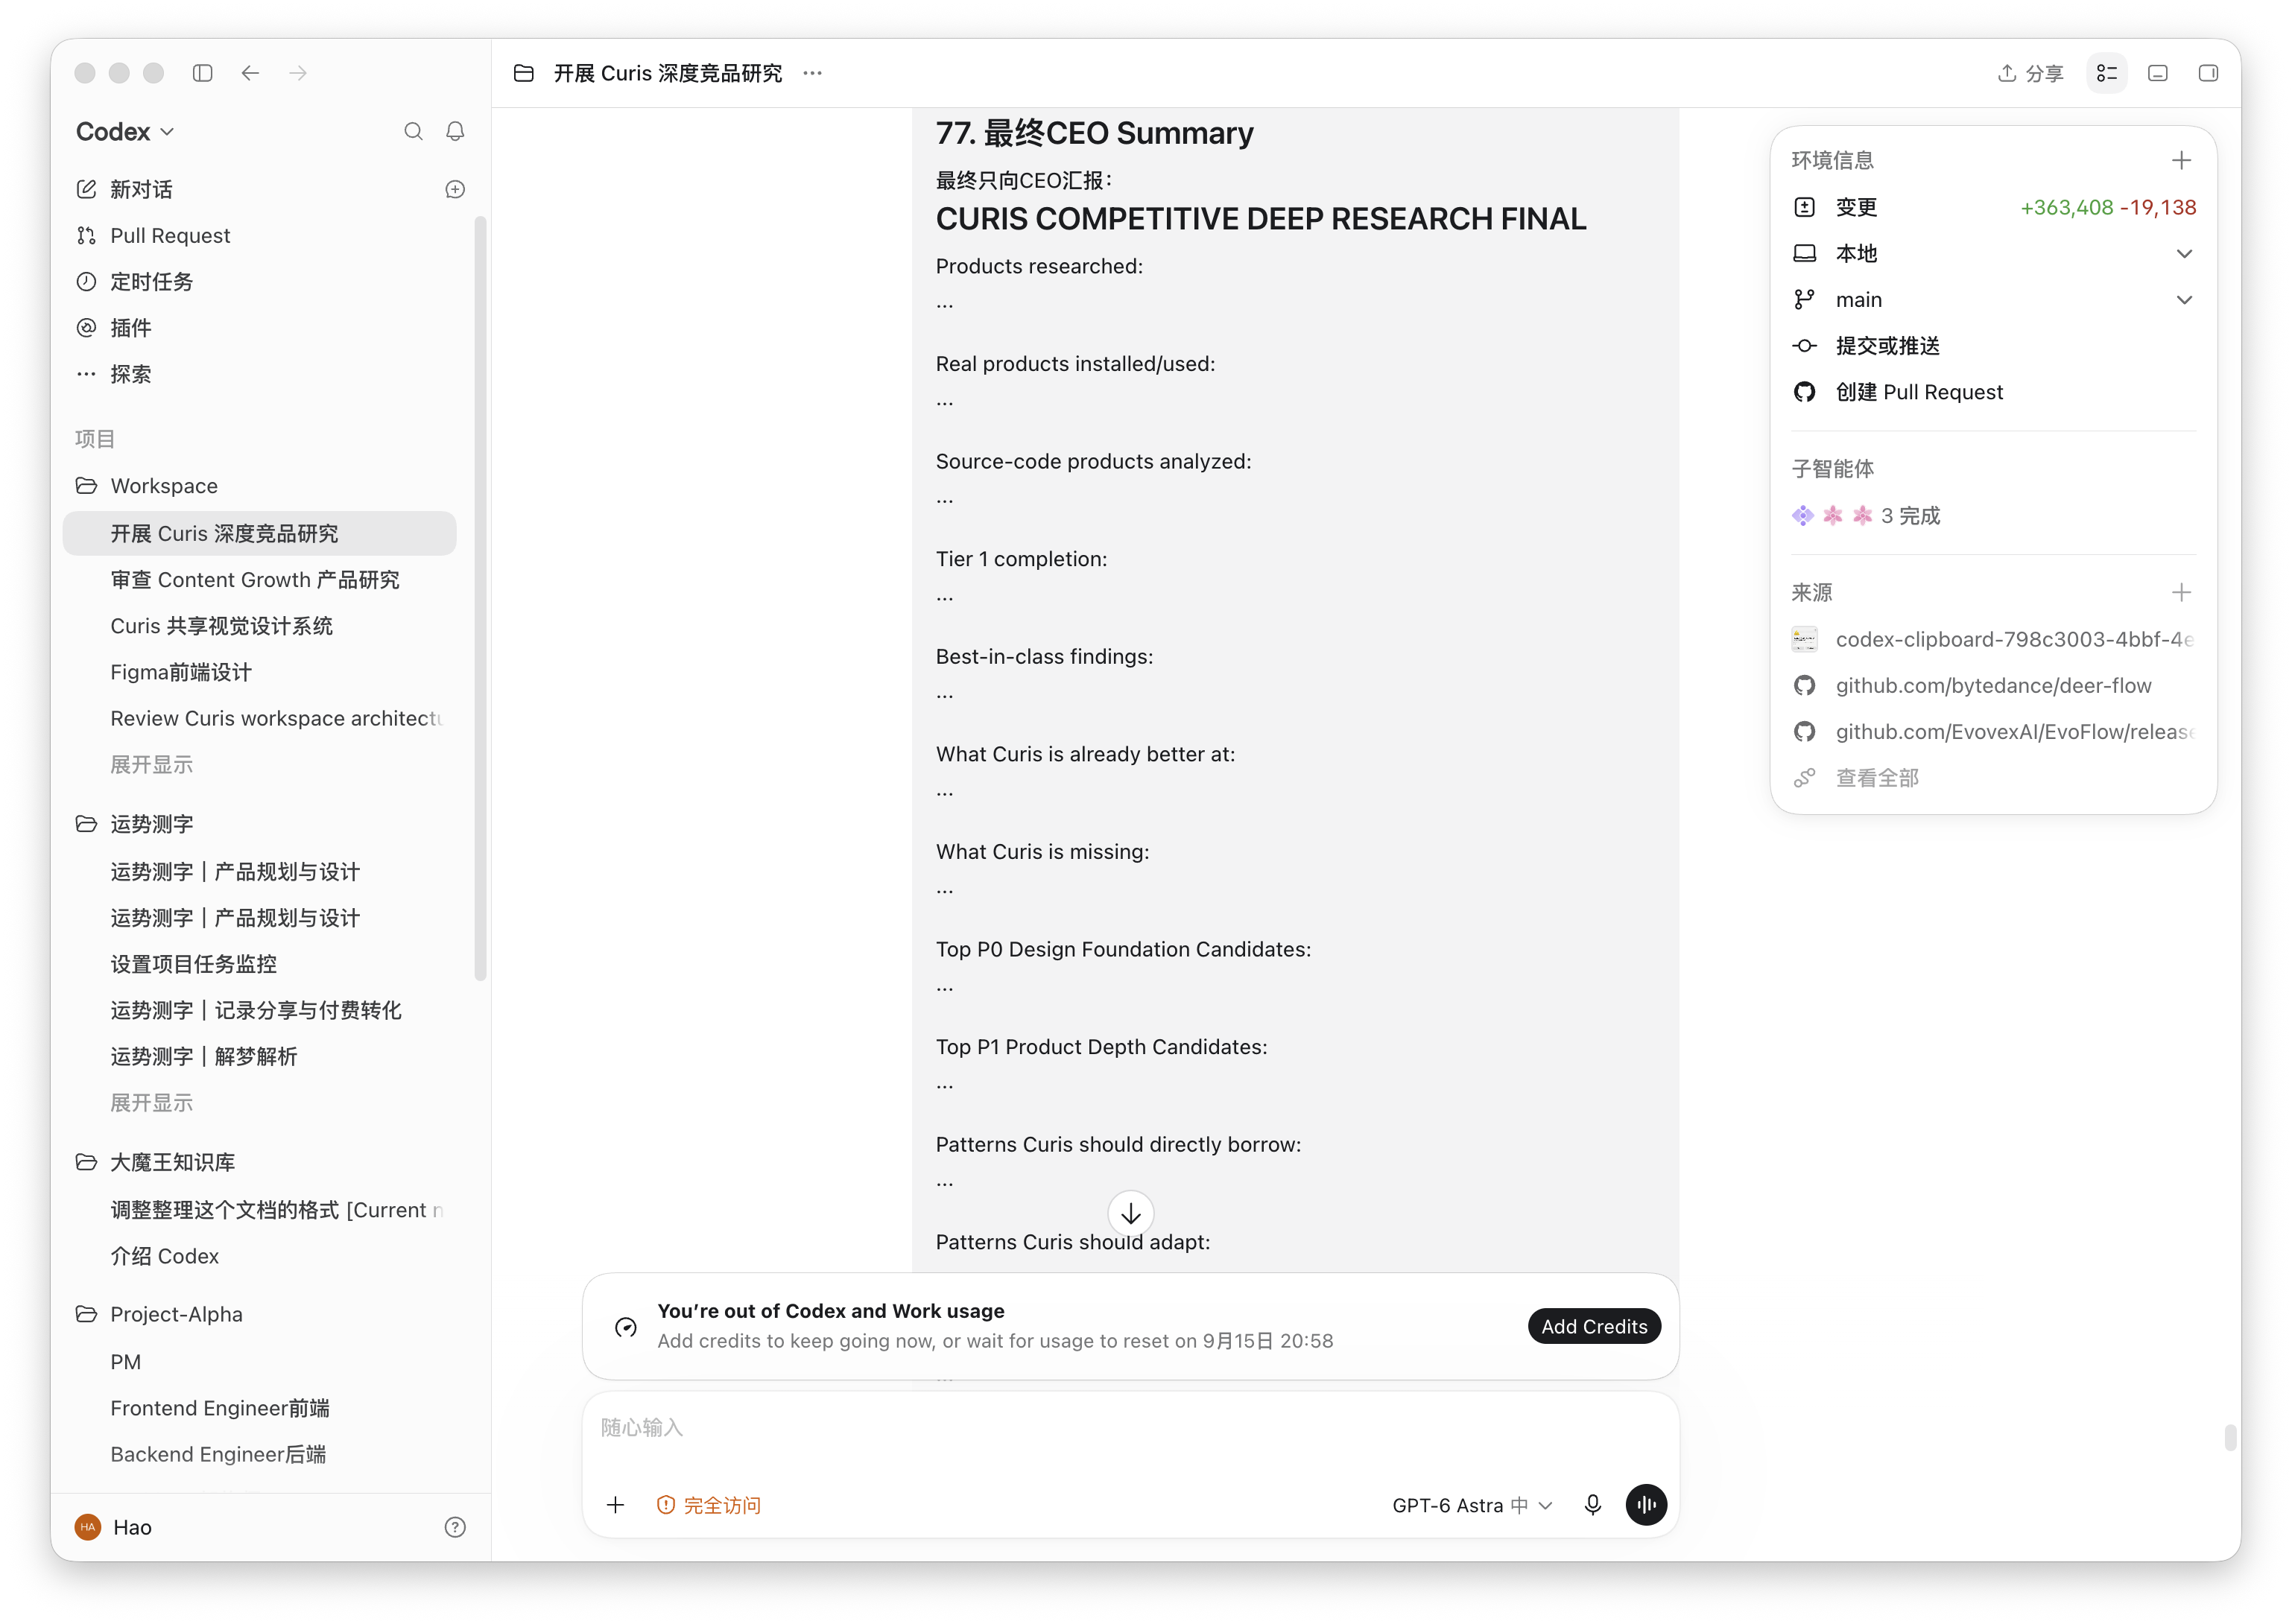 Codex
新对话
Pull Request
定时任务
插件
探索
项目
Workspace
开展 Curis 深度竞品研究
审查 Content Growth 产品研究
Curis 共享视觉设计系统
Figma前端设计
Review Curis workspace architectu
展开显示
运势测字
运势测字｜产品规划与设计
运势测字｜产品规划与设计
设置项目任务监控
运势测字｜记录分享与付费转化
运势测字｜解梦解析
展开显示
大魔王知识库
调整整理这个文档的格式 [Current n
介绍 Codex
Project-Alpha
PM
Frontend Engineer前端
Backend Engineer后端
HA Hao
开展 Curis 深度竞品研究 ...
分享
77. 最终CEO Summary
最终只向CEO汇报：
CURIS COMPETITIVE DEEP RESEARCH FINAL
Products researched:
...
Real products installed/used:
...
Source-code products analyzed:
...
Tier 1 completion:
...
Best-in-class findings:
...
What Curis is already better at:
...
What Curis is missing:
...
Top P0 Design Foundation Candidates:
...
Top P1 Product Depth Candidates:
...
Patterns Curis should directly borrow:
...
Patterns Curis should adapt:
You’re out of Codex and Work usage
Add credits to keep going now, or wait for usage to reset on 9月15日 20:58
Add Credits
...
随心输入
完全访问
GPT-6 Astra 中
环境信息
变更 +363,408 -19,138
本地
main
提交或推送
创建 Pull Request
子智能体
3 完成
来源
codex-clipboard-798c3003-4bbf-4e
github.com/bytedance/deer-flow
github.com/EvovexAI/EvoFlow/release
查看全部